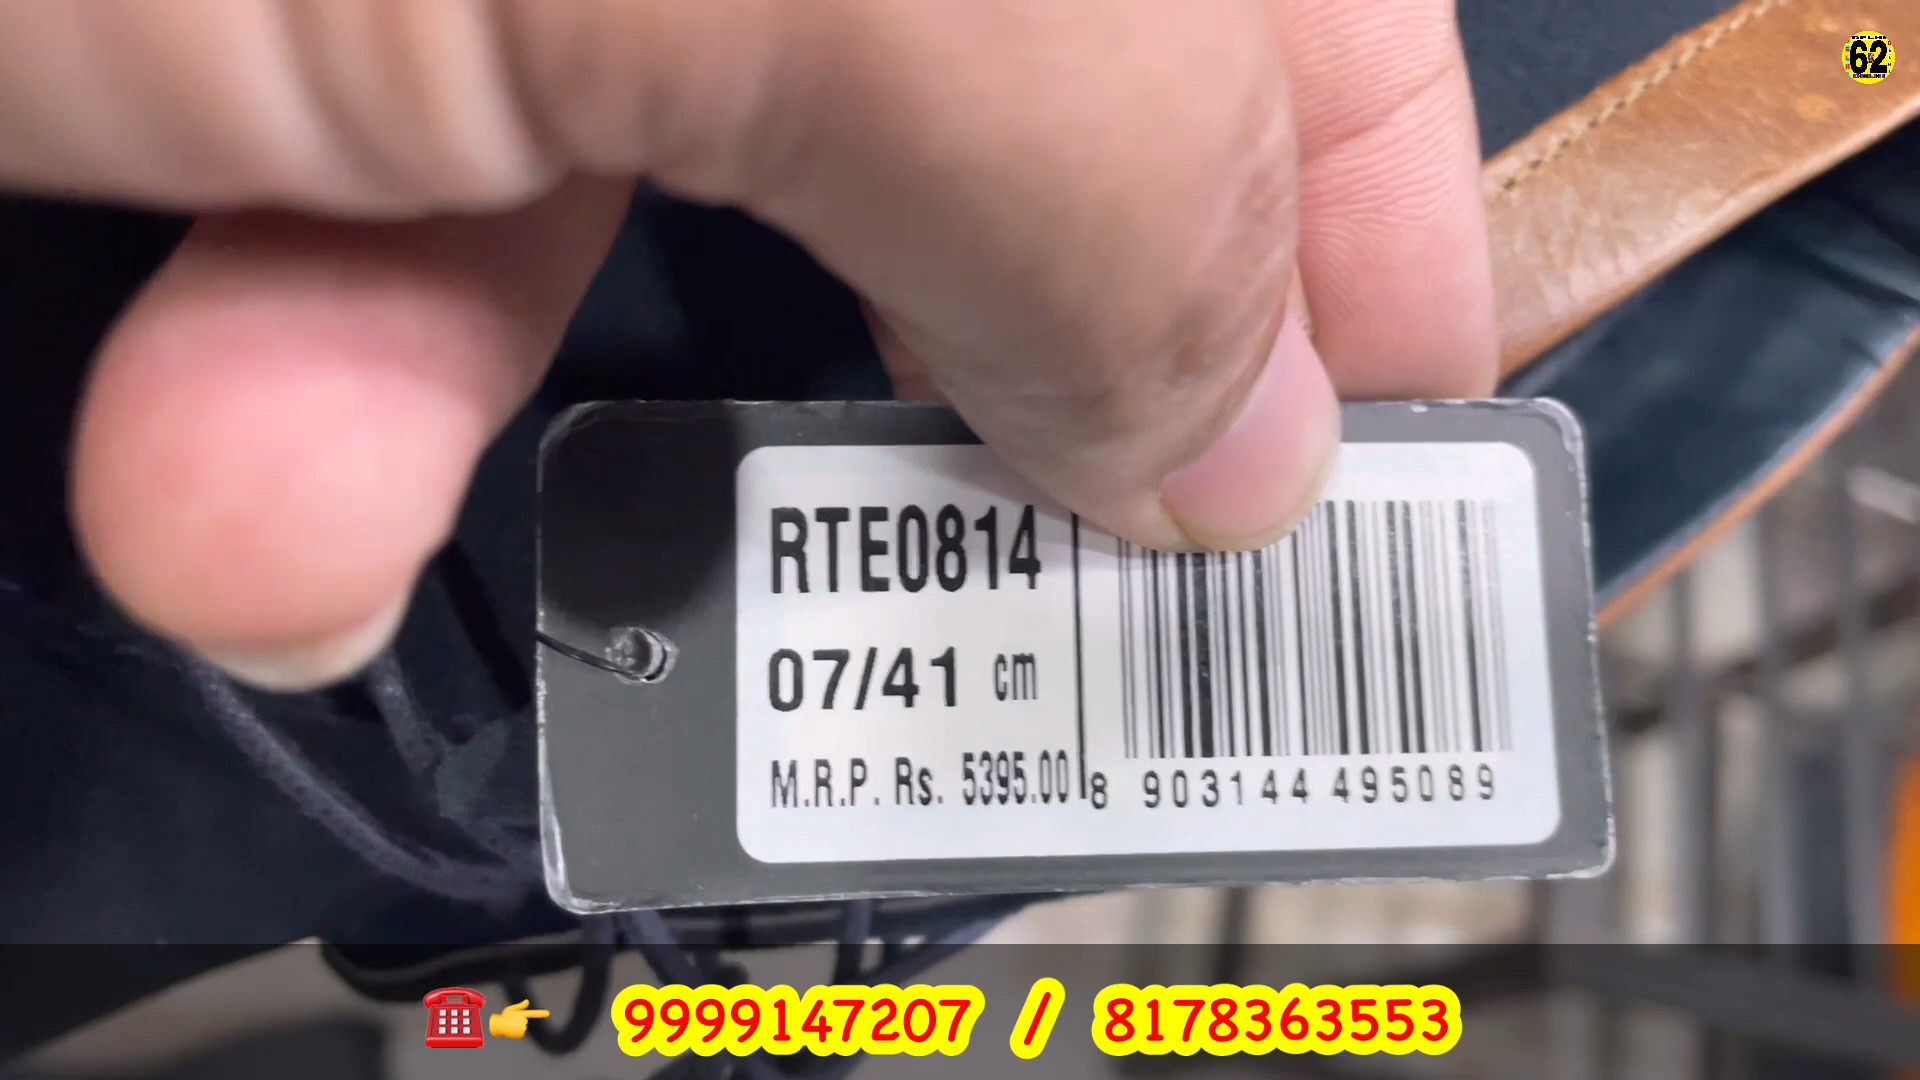 62
RTE0814
07/41 cm
M.R.P. Rs. 5395.00
8 903144 495089
9999147207 / 8178363553